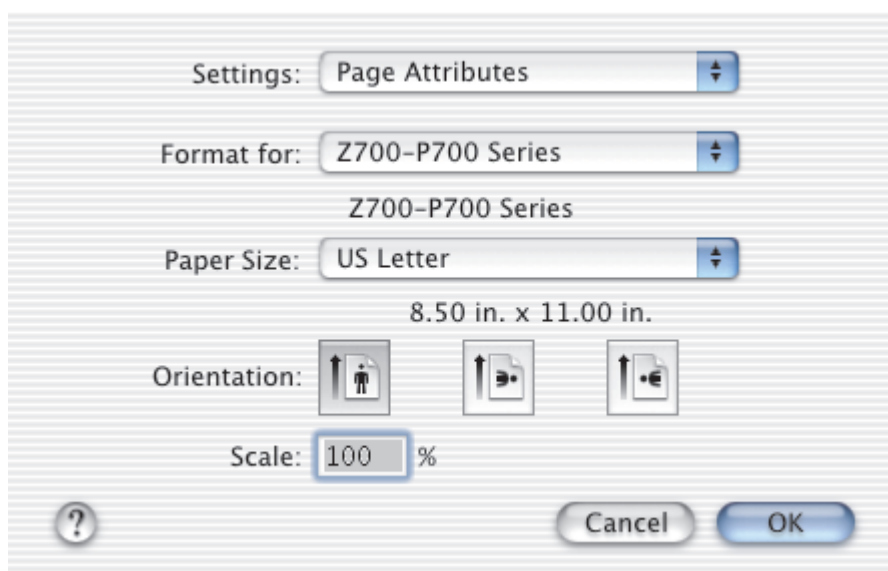 Settings: Page Attributes
Format for: Z700-P700 Series
Z700-P700 Series
Paper Size: US Letter
8.50 in. x 11.00 in.
Orientation:
Scale: 100 %
? Cancel OK